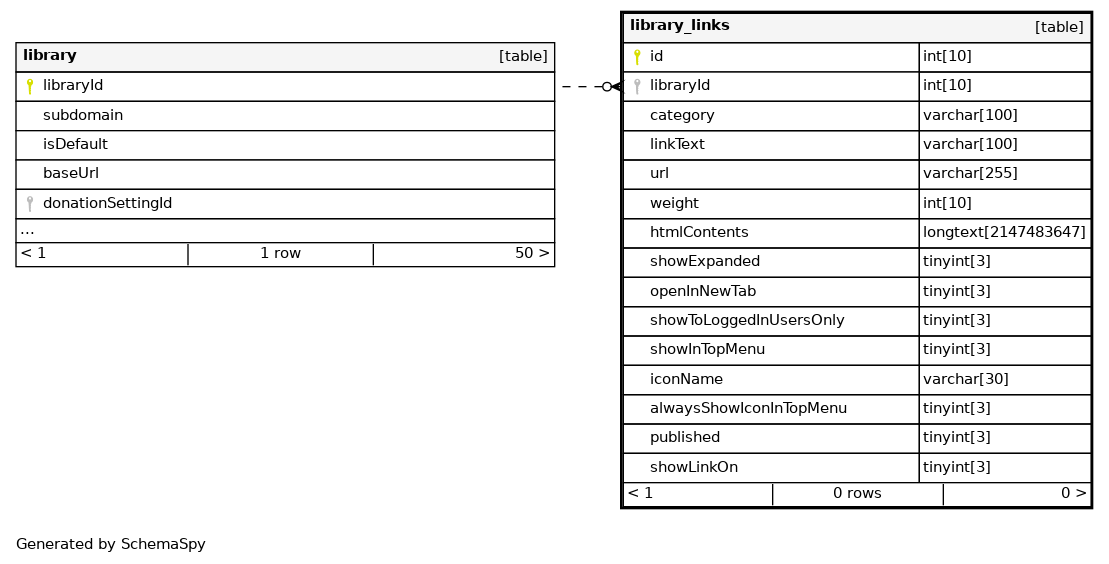 library [table]
libraryId
subdomain
isDefault
baseUrl
donationSettingId
...
< 1 1 row 50 >
library_links [table]
id int[10]
libraryId int[10]
category varchar[100]
linkText varchar[100]
url varchar[255]
weight int[10]
htmlContents longtext[2147483647]
showExpanded tinyint[3]
openInNewTab tinyint[3]
showToLoggedInUsersOnly tinyint[3]
showInTopMenu tinyint[3]
iconName varchar[30]
alwaysShowIconInTopMenu tinyint[3]
published tinyint[3]
showLinkOn tinyint[3]
< 1 0 rows 0 >
Generated by SchemaSpy